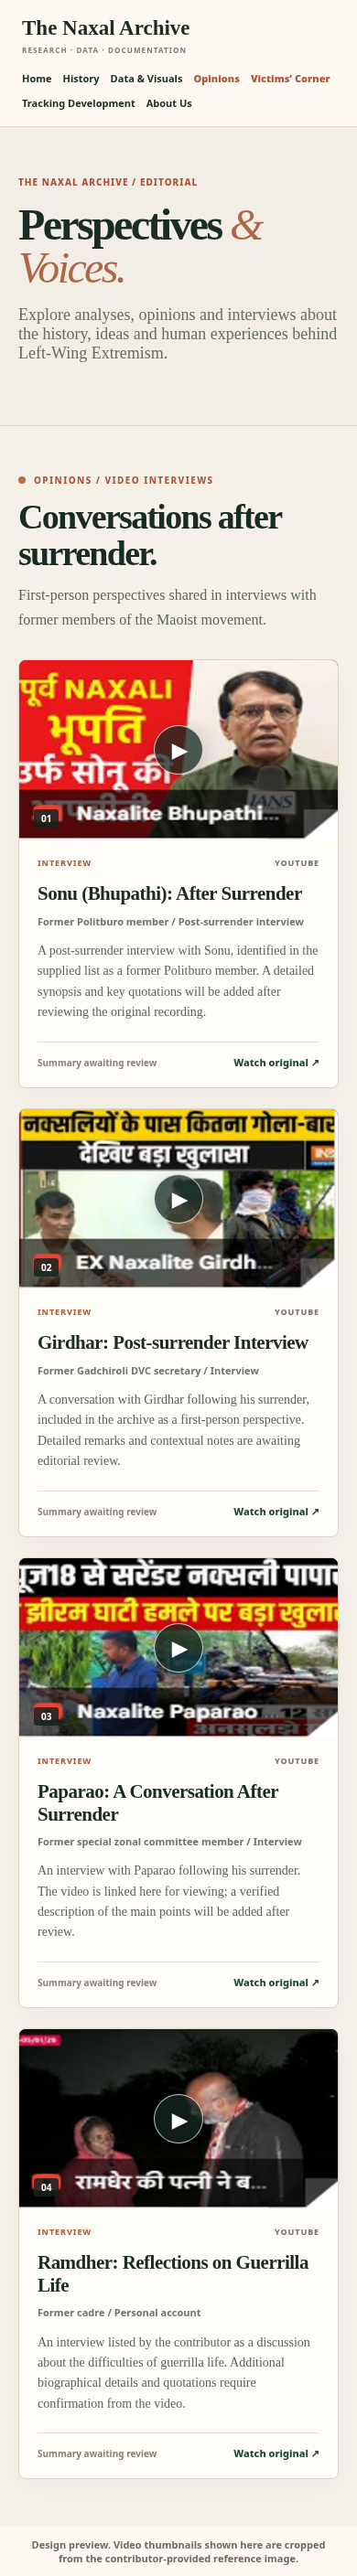 The Naxal Archive
RESEARCH · DATA · DOCUMENTATION
Home History Data & Visuals Opinions Victims’ Corner
Tracking Development About Us
THE NAXAL ARCHIVE / EDITORIAL
Perspectives &
Voices.
Explore analyses, opinions and interviews about
the history, ideas and human experiences behind
Left-Wing Extremism.
OPINIONS / VIDEO INTERVIEWS
Conversations after
surrender.
First-person perspectives shared in interviews with
former members of the Maoist movement.
पूर्व NAXALI
भूपति
उर्फ सोनू की
IANS
Naxalite Bhupathi...
01
INTERVIEW YOUTUBE
Sonu (Bhupathi): After Surrender
Former Politburo member / Post-surrender interview
A post-surrender interview with Sonu, identified in the
supplied list as a former Politburo member. A detailed
synopsis and key quotations will be added after
reviewing the original recording.
Summary awaiting review Watch original ↗
नक्सलियों के पास कितना गोला-बार
देखिए बड़ा खुलासा
EX Naxalite Girdh...
02
INTERVIEW YOUTUBE
Girdhar: Post-surrender Interview
Former Gadchiroli DVC secretary / Interview
A conversation with Girdhar following his surrender,
included in the archive as a first-person perspective.
Detailed remarks and contextual notes are awaiting
editorial review.
Summary awaiting review Watch original ↗
यूज़18 से सरेंडर नक्सली पापार
झीरम घाटी हमले पर बड़ा खुलास
Naxalite Paparao...
03
INTERVIEW YOUTUBE
Paparao: A Conversation After
Surrender
Former special zonal committee member / Interview
An interview with Paparao following his surrender.
The video is linked here for viewing; a verified
description of the main points will be added after
review.
Summary awaiting review Watch original ↗
रामधेर की पत्नी ने ब...
04
INTERVIEW YOUTUBE
Ramdher: Reflections on Guerrilla
Life
Former cadre / Personal account
An interview listed by the contributor as a discussion
about the difficulties of guerrilla life. Additional
biographical details and quotations require
confirmation from the video.
Summary awaiting review Watch original ↗
Design preview. Video thumbnails shown here are cropped
from the contributor-provided reference image.